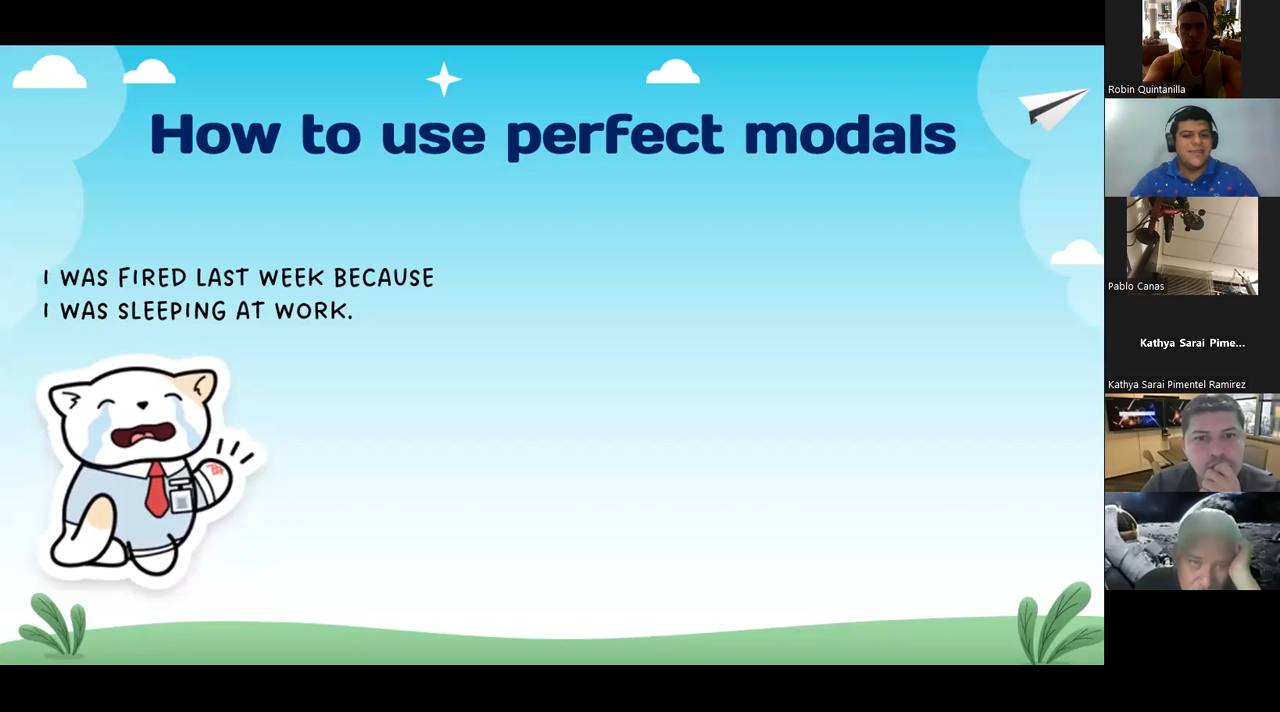 How to use perfect modals
I WAS FIRED LAST WEEK BECAUSE
I WAS SLEEPING AT WORK.
Robin Quintanilla
Pablo Canas
Kathya Sarai Pime...
Kathya Sarai Pimentel Ramirez